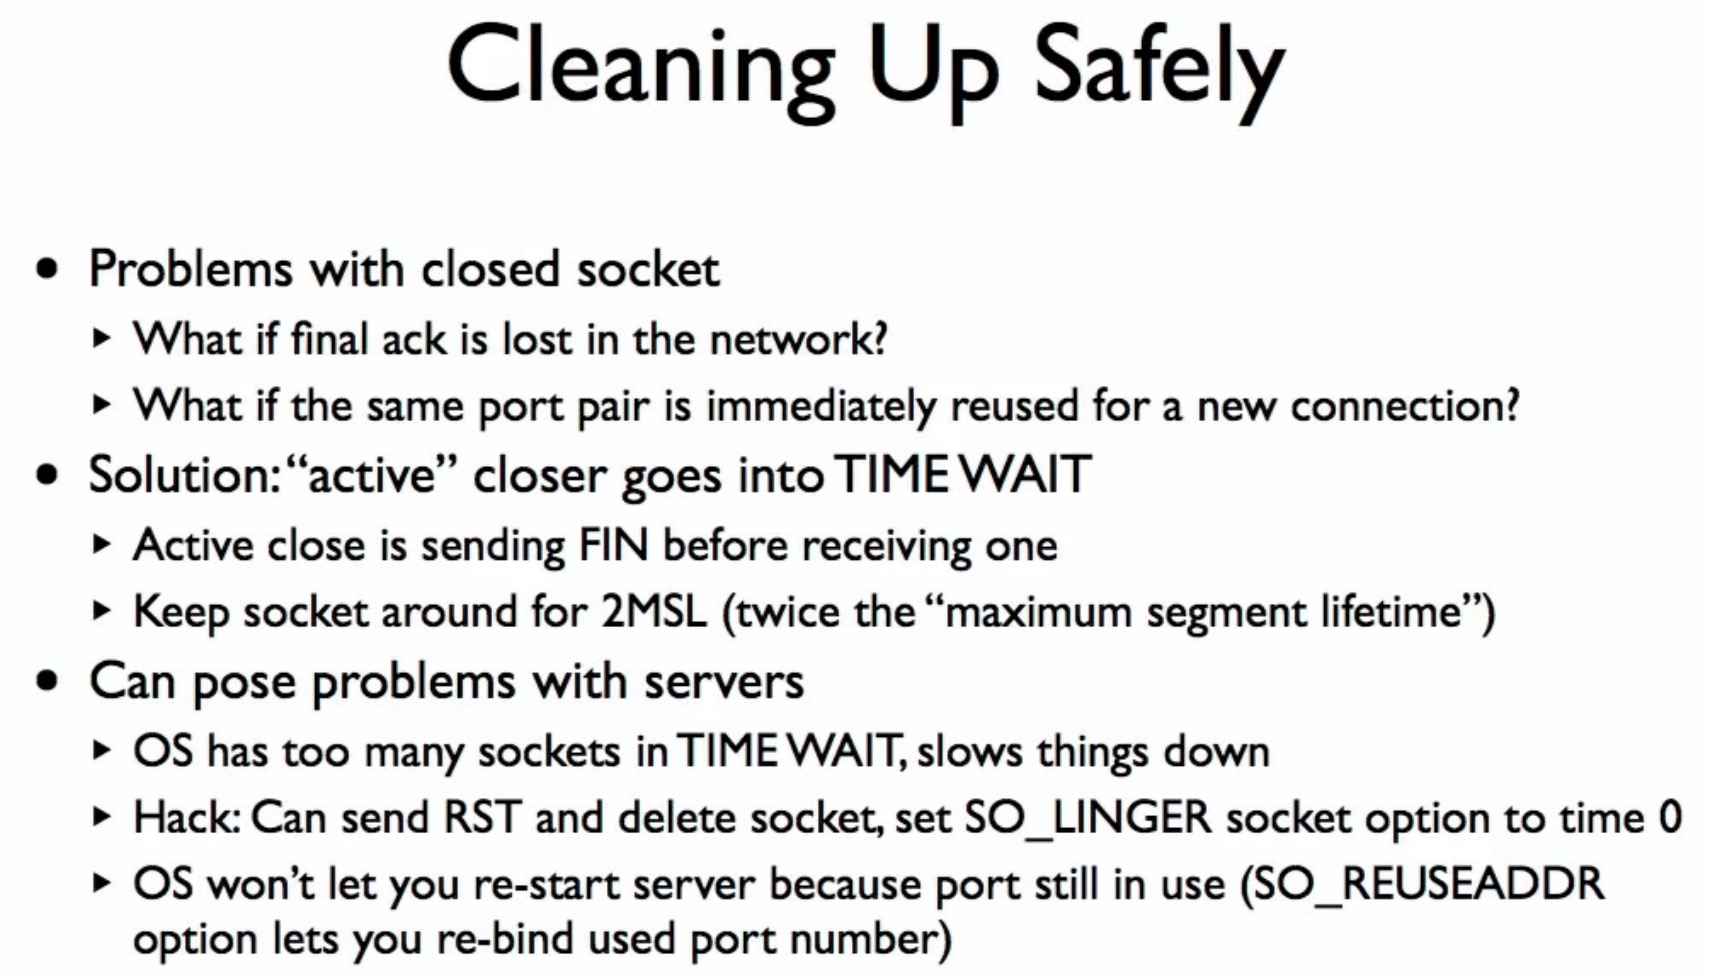 Cleaning Up Safely
• Problems with closed socket
▸ What if final ack is lost in the network?
▸ What if the same port pair is immediately reused for a new connection?
• Solution: “active” closer goes into TIME WAIT
▸ Active close is sending FIN before receiving one
▸ Keep socket around for 2MSL (twice the “maximum segment lifetime”)
• Can pose problems with servers
▸ OS has too many sockets in TIME WAIT, slows things down
▸ Hack: Can send RST and delete socket, set SO_LINGER socket option to time 0
▸ OS won’t let you re-start server because port still in use (SO_REUSEADDR
option lets you re-bind used port number)